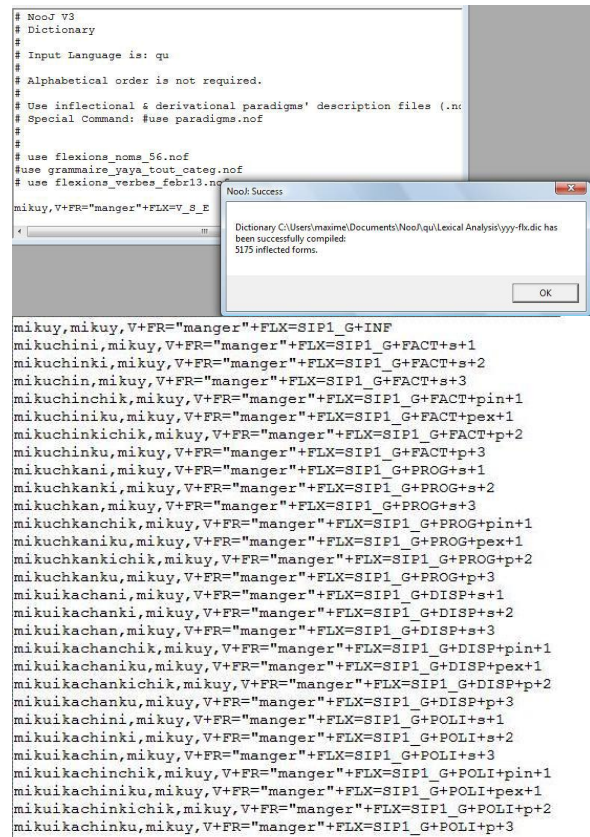 # NooJ V3
# Dictionary
#
# Input Language is: qu
#
# Alphabetical order is not required.
#
# Use inflectional & derivational paradigms' description files (.no
# Special Command: #use paradigms.nof
#
#
# use flexions_noms_56.nof
#use grammaire_yaya_tout_categ.nof
# use flexions_verbes_febr13.nof
mikuy,V+FR="manger"+FLX=V_S_E
NooJ: Success
Dictionary C:\Users\maxime\Documents\NooJ\qu\Lexical Analysis\yyy-flx.dic has
been successfully compiled:
5175 inflected forms.
OK
mikuy,mikuy,V+FR="manger"+FLX=SIP1_G+INF
mikuchini,mikuy,V+FR="manger"+FLX=SIP1_G+FACT+s+1
mikuchinki,mikuy,V+FR="manger"+FLX=SIP1_G+FACT+s+2
mikuchin,mikuy,V+FR="manger"+FLX=SIP1_G+FACT+s+3
mikuchinchik,mikuy,V+FR="manger"+FLX=SIP1_G+FACT+pin+1
mikuchiniku,mikuy,V+FR="manger"+FLX=SIP1_G+FACT+pex+1
mikuchinkichik,mikuy,V+FR="manger"+FLX=SIP1_G+FACT+p+2
mikuchinku,mikuy,V+FR="manger"+FLX=SIP1_G+FACT+p+3
mikuchkani,mikuy,V+FR="manger"+FLX=SIP1_G+PROG+s+1
mikuchkanki,mikuy,V+FR="manger"+FLX=SIP1_G+PROG+s+2
mikuchkan,mikuy,V+FR="manger"+FLX=SIP1_G+PROG+s+3
mikuchkanchik,mikuy,V+FR="manger"+FLX=SIP1_G+PROG+pin+1
mikuchkaniku,mikuy,V+FR="manger"+FLX=SIP1_G+PROG+pex+1
mikuchkankichik,mikuy,V+FR="manger"+FLX=SIP1_G+PROG+p+2
mikuchkanku,mikuy,V+FR="manger"+FLX=SIP1_G+PROG+p+3
mikuikachani,mikuy,V+FR="manger"+FLX=SIP1_G+DISP+s+1
mikuikachanki,mikuy,V+FR="manger"+FLX=SIP1_G+DISP+s+2
mikuikachan,mikuy,V+FR="manger"+FLX=SIP1_G+DISP+s+3
mikuikachanchik,mikuy,V+FR="manger"+FLX=SIP1_G+DISP+pin+1
mikuikachaniku,mikuy,V+FR="manger"+FLX=SIP1_G+DISP+pex+1
mikuikachankichik,mikuy,V+FR="manger"+FLX=SIP1_G+DISP+p+2
mikuikachanku,mikuy,V+FR="manger"+FLX=SIP1_G+DISP+p+3
mikuikachini,mikuy,V+FR="manger"+FLX=SIP1_G+POLI+s+1
mikuikachinki,mikuy,V+FR="manger"+FLX=SIP1_G+POLI+s+2
mikuikachin,mikuy,V+FR="manger"+FLX=SIP1_G+POLI+s+3
mikuikachinchik,mikuy,V+FR="manger"+FLX=SIP1_G+POLI+pin+1
mikuikachiniku,mikuy,V+FR="manger"+FLX=SIP1_G+POLI+pex+1
mikuikachinkichik,mikuy,V+FR="manger"+FLX=SIP1_G+POLI+p+2
mikuikachinku,mikuy,V+FR="manger"+FLX=SIP1_G+POLI+p+3